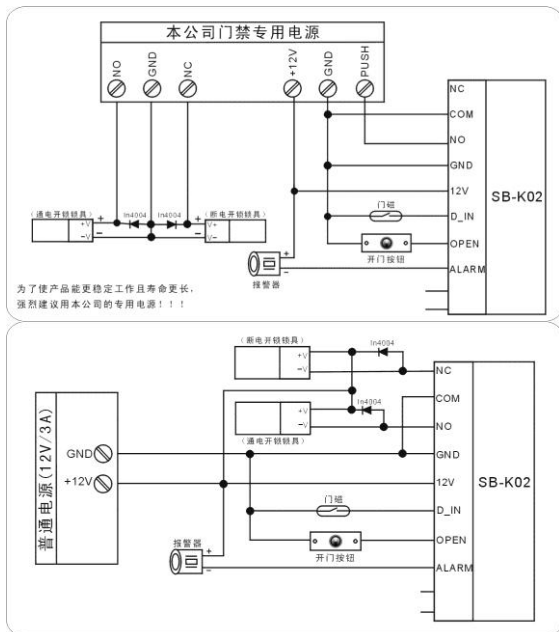 本公司门禁专用电源
NO
GND
NC
+12V
GND
PUSH
NC
COM
NO
GND
12V
D_IN
OPEN
ALARM
SB-K02
(通电开锁锁具)
+V
-V
+
-
In4004
In4004
+
-
(断电开锁锁具)
V+
V-
门磁
开门按钮
+
-
报警器
为了使产品能更稳定工作且寿命更长,
强烈建议用本公司的专用电源!!!
(断电开锁锁具)
+V
-V
In4004
In4004
+V
-V
(通电开锁锁具)
普通电源(12V/3A)
GND
+12V
NC
COM
NO
GND
12V
D_IN
OPEN
ALARM
SB-K02
门磁
开门按钮
报警器
+
-